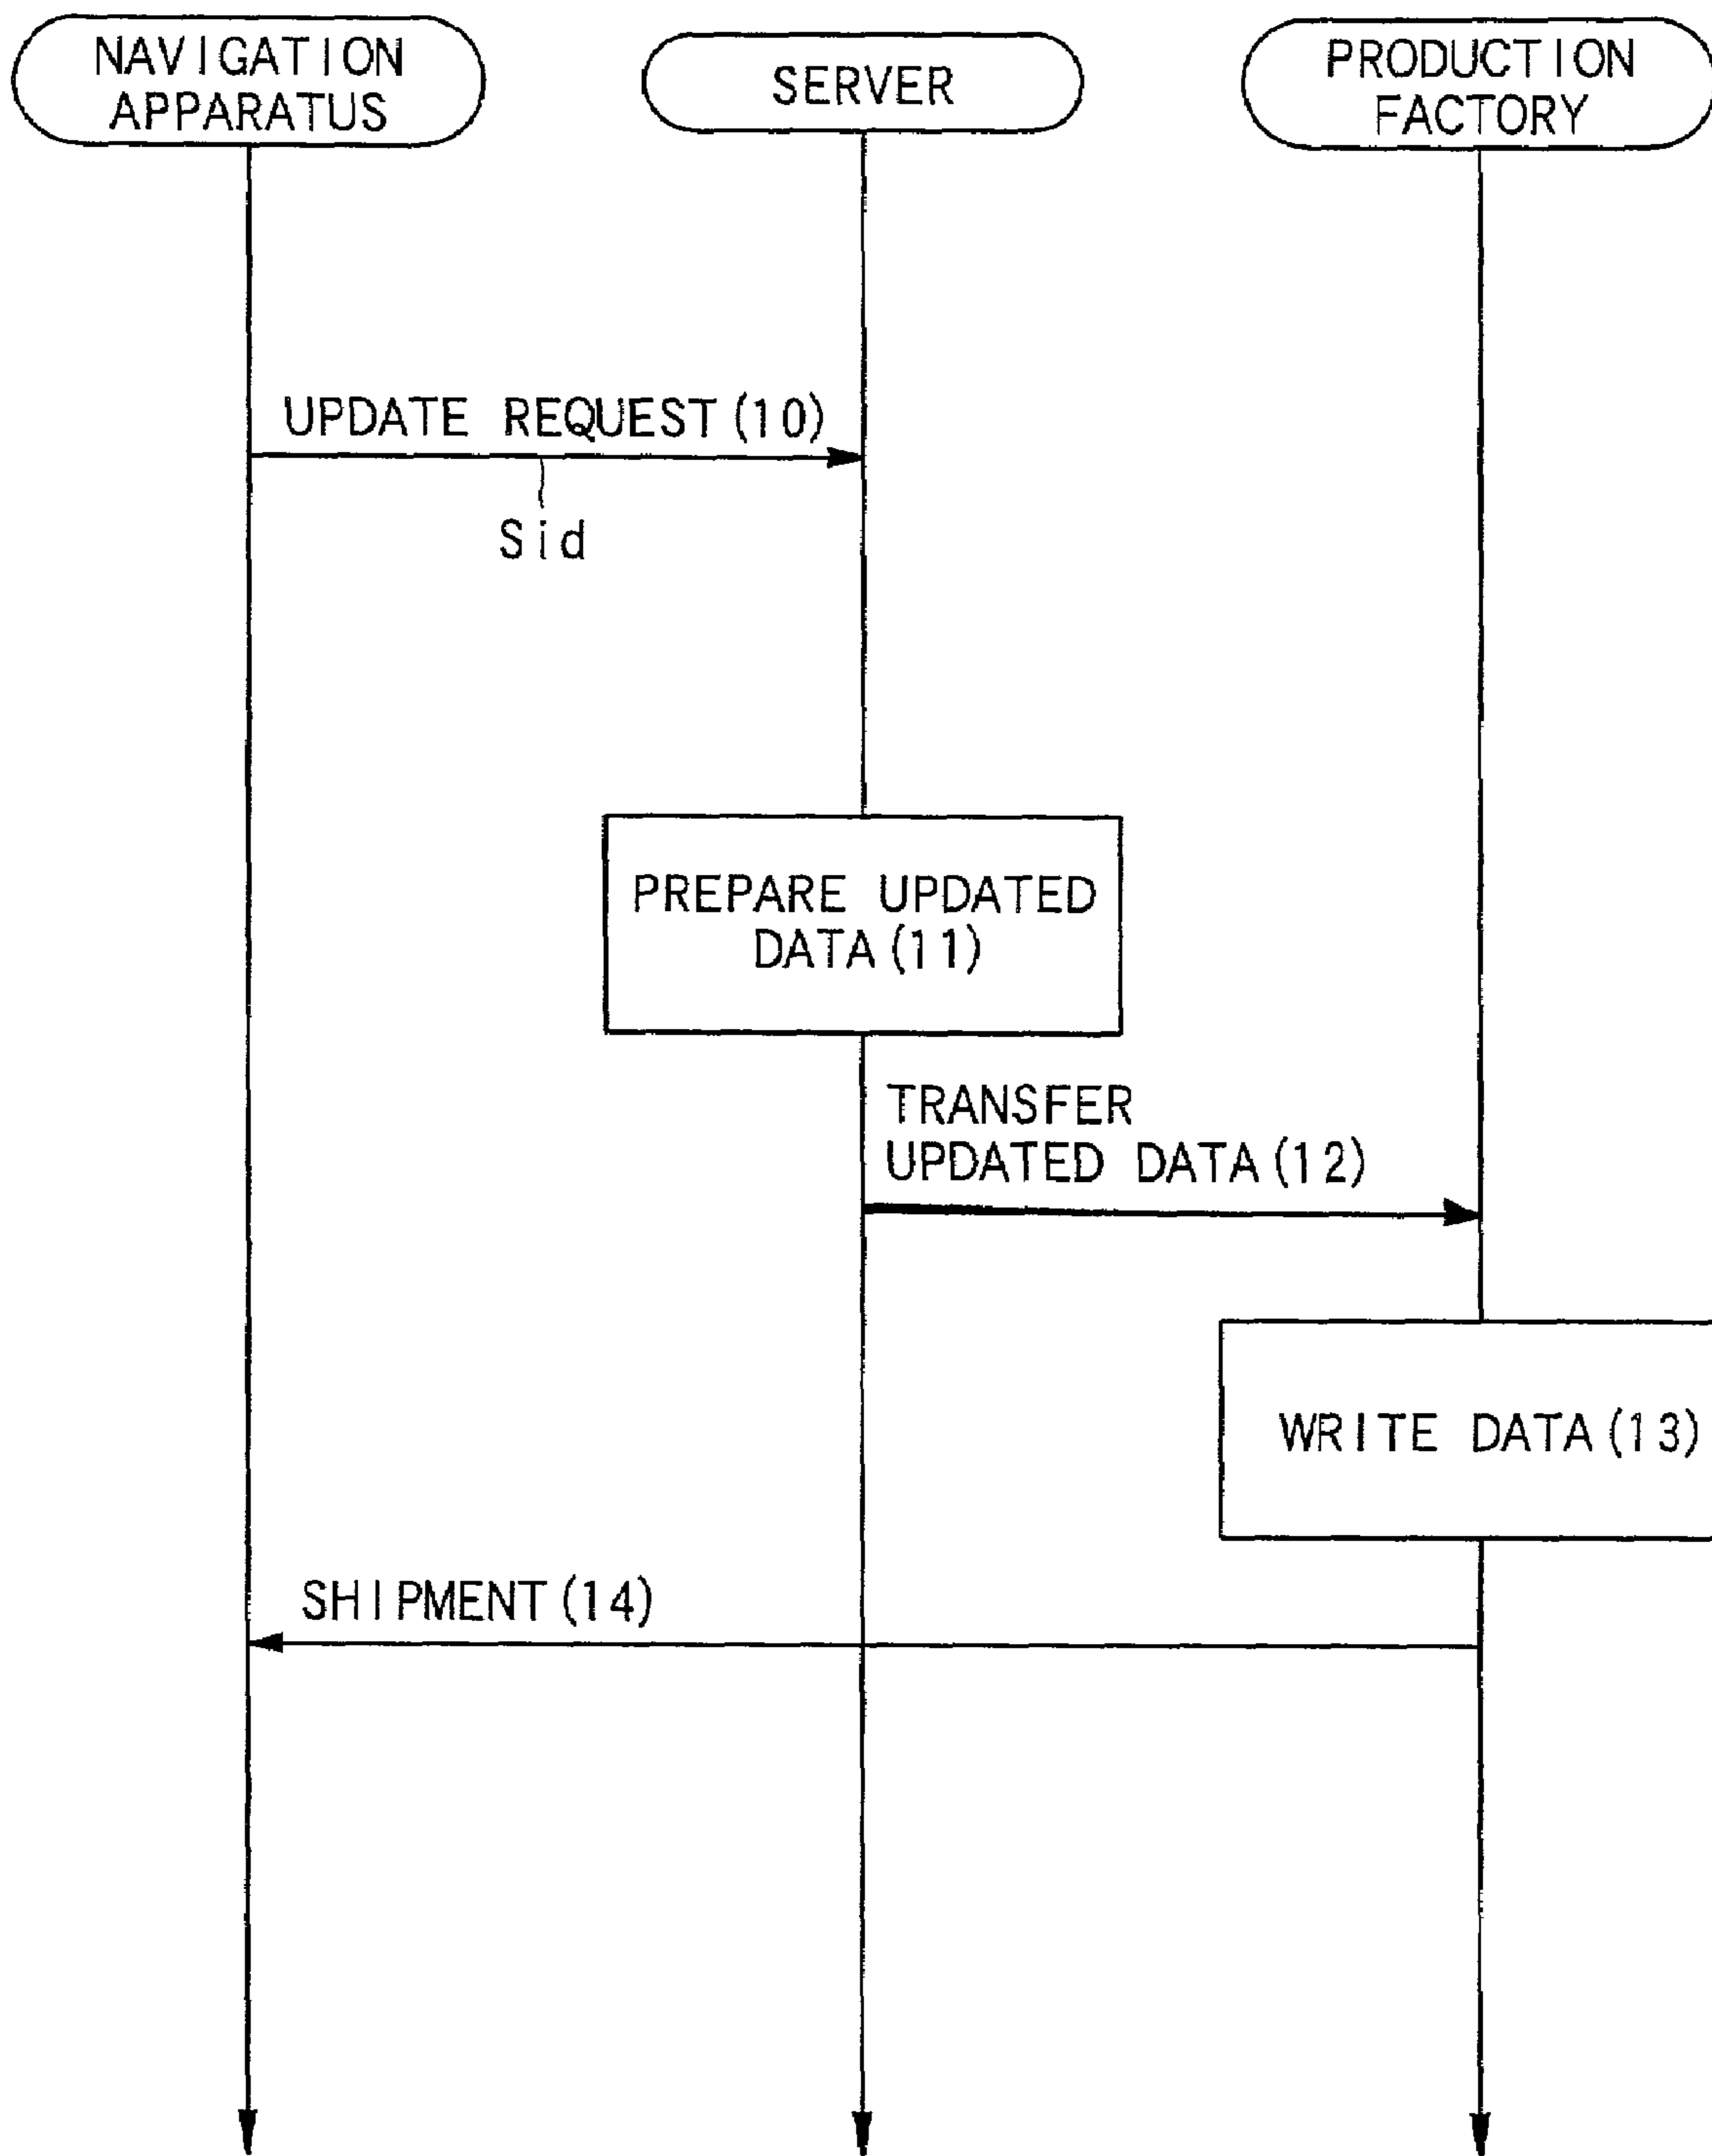 NAVIGATION
APPARATUS
SERVER
PRODUCTION
FACTORY
UPDATE REQUEST(10)
Sid
PREPARE UPDATED
DATA(11)
TRANSFER
UPDATED DATA(12)
WRITE DATA(13)
SHIPMENT(14)